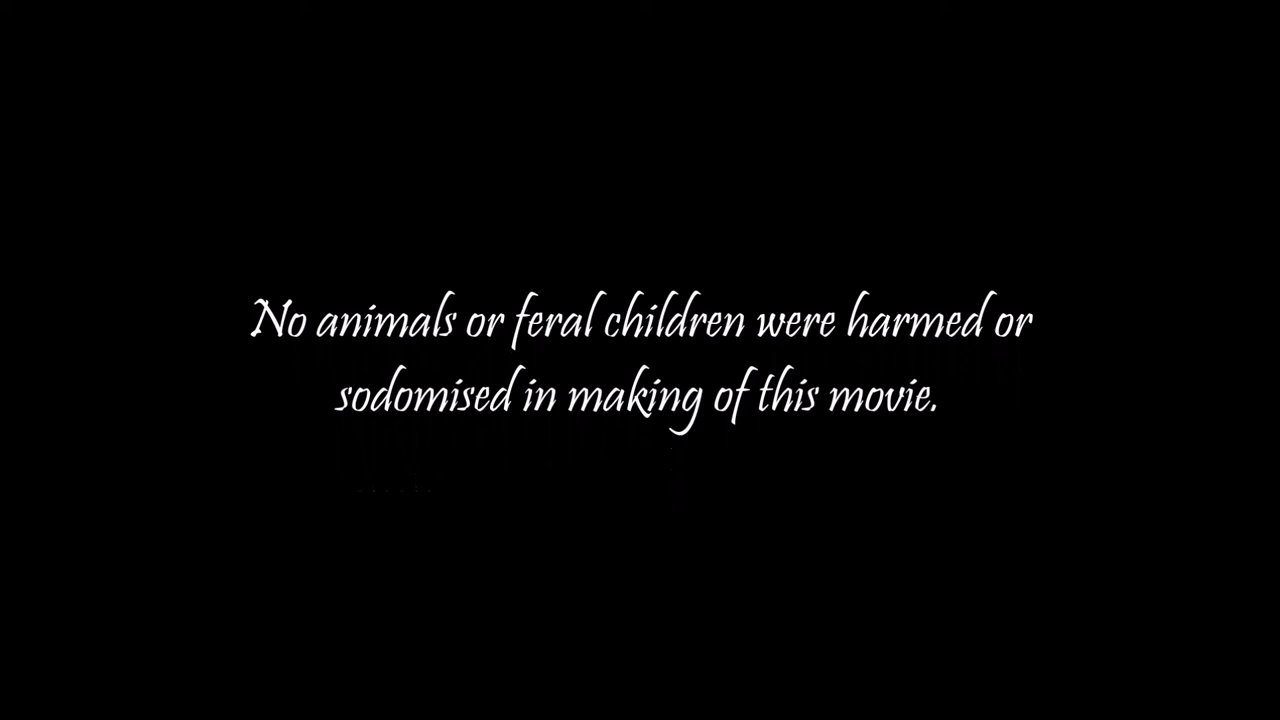 No animals or feral children were harmed or
sodomised in making of this movie.